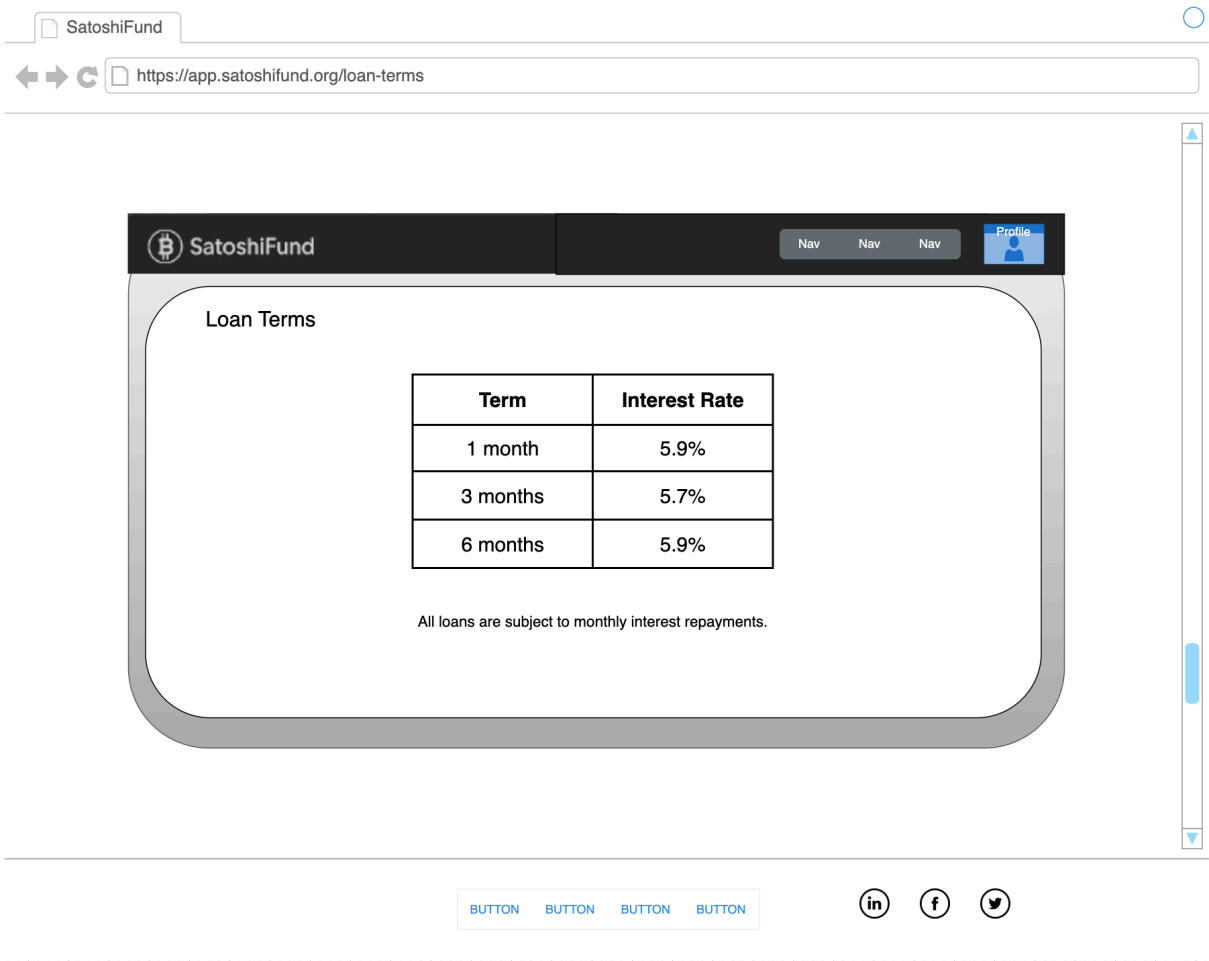 SatoshiFund
https://app.satoshifund.org/loan-terms
SatoshiFund
Nav Nav Nav
Profile
Loan Terms
Term Interest Rate
1 month 5.9%
3 months 5.7%
6 months 5.9%
All loans are subject to monthly interest repayments.
BUTTON BUTTON BUTTON BUTTON
in f